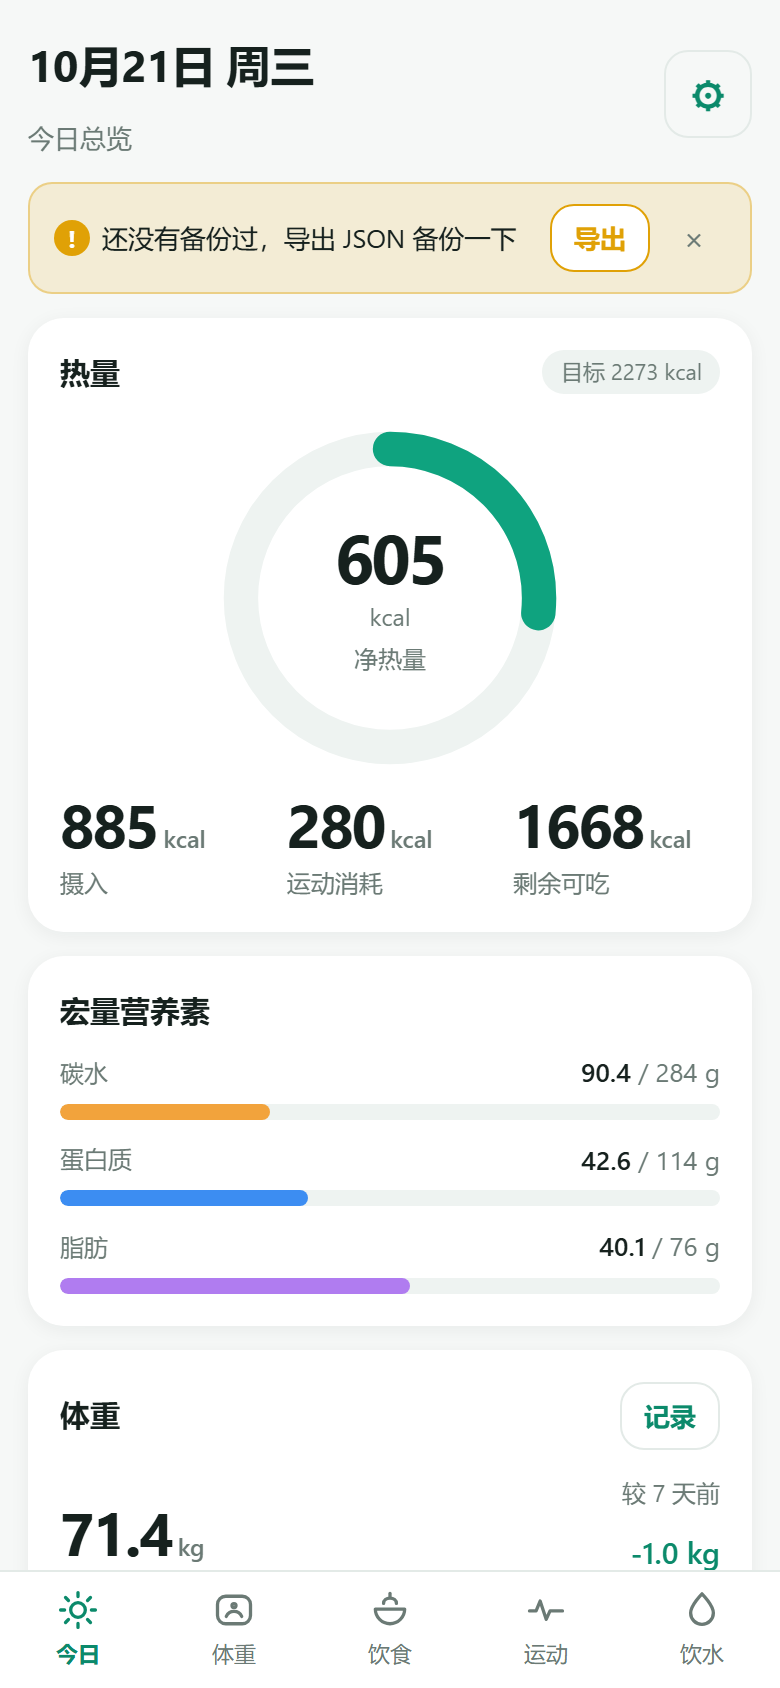 10月21日 周三
今日总览
! 还没有备份过，导出 JSON 备份一下 导出 ×
热量 目标 2273 kcal
605
kcal
净热量
885 kcal 280 kcal 1668 kcal
摄入 运动消耗 剩余可吃
宏量营养素
碳水 90.4 / 284 g
蛋白质 42.6 / 114 g
脂肪 40.1 / 76 g
体重 记录
较 7 天前
71.4 kg -1.0 kg
今日 体重 饮食 运动 饮水